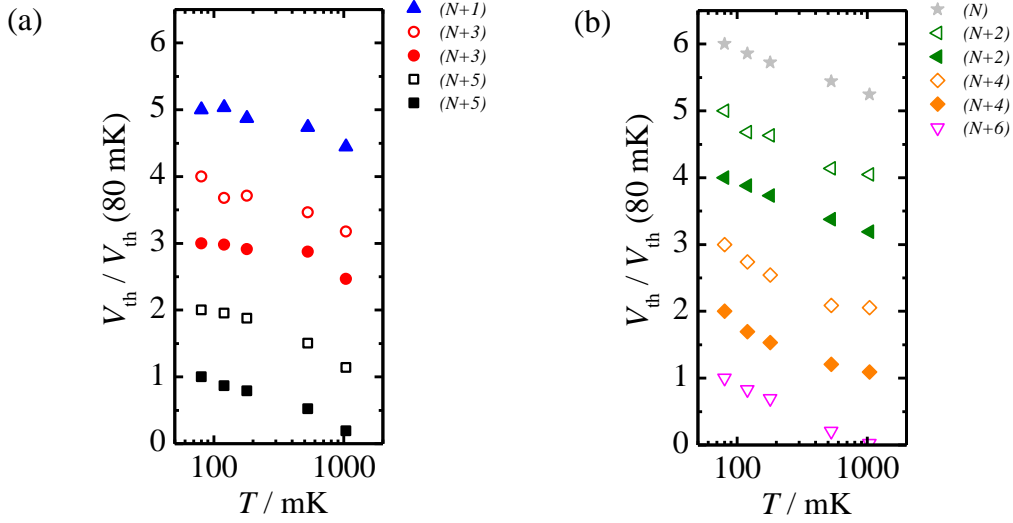 (a)
(N+1)
(N+3)
(N+3)
(N+5)
(N+5)
6
5
4
3
2
1
0
V_th / V_th (80 mK)
100
1000
T / mK
(b)
(N)
(N+2)
(N+2)
(N+4)
(N+4)
(N+6)
6
5
4
3
2
1
0
V_th / V_th (80 mK)
100
1000
T / mK